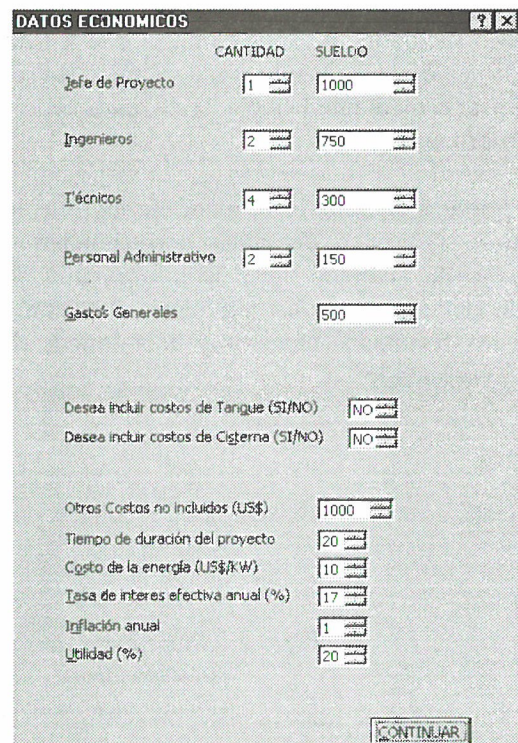 DATOS ECONOMICOS ? ×
CANTIDAD SUELDO
Jefe de Proyecto 1 1000
Ingenieros 2 750
Técnicos 4 300
Personal Administrativo 2 150
Gastos Generales 500
Desea incluir costos de Tanque (SI/NO) NO
Desea incluir costos de Cisterna (SI/NO) NO
Otros Costos no incluidos (US$) 1000
Tiempo de duración del proyecto 20
Costo de la energía (US$/KW) 10
Tasa de interes efectiva anual (%) 17
Inflación anual 1
Utilidad (%) 20
CONTINUAR